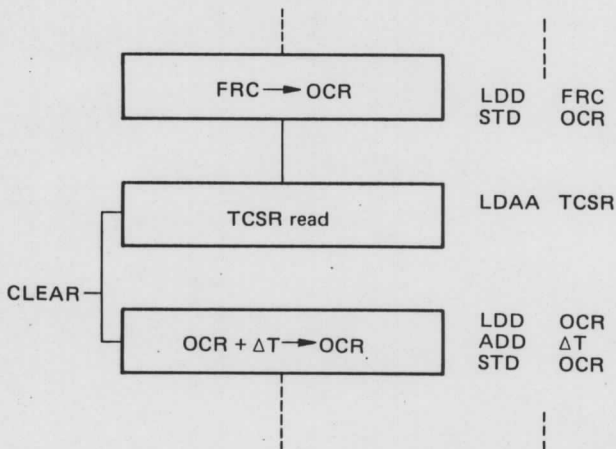 FRC → OCR
LDD FRC
STD OCR
TCSR read
LDAA TCSR
CLEAR
OCR + ΔT → OCR
LDD OCR
ADD ΔT
STD OCR